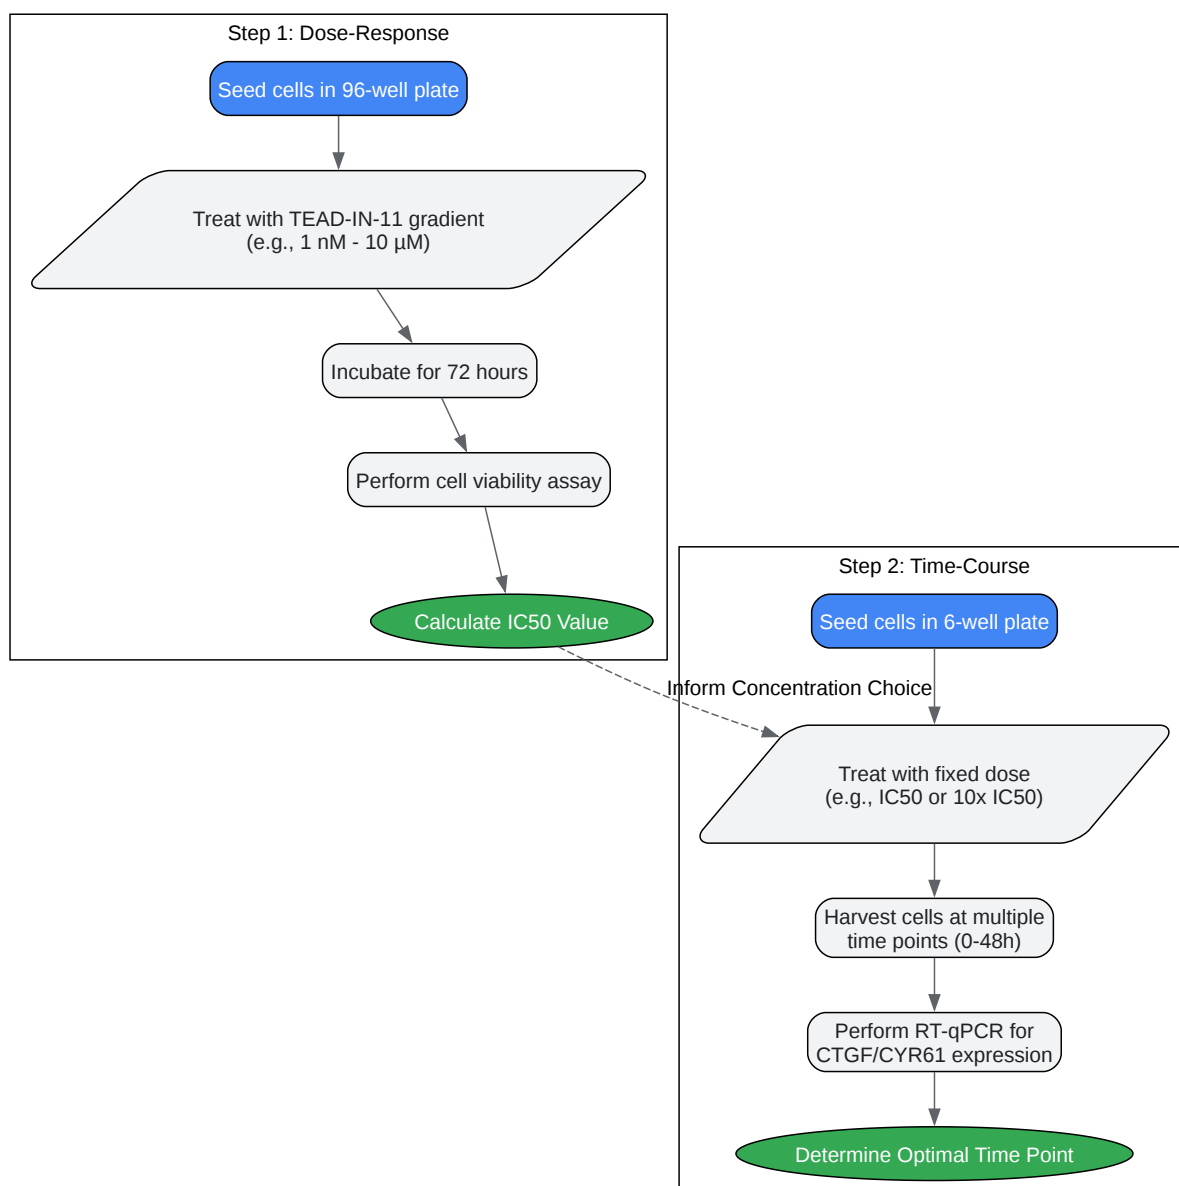 Step 1: Dose-Response
Seed cells in 96-well plate
Treat with TEAD-IN-11 gradient
(e.g., 1 nM - 10 µM)
Incubate for 72 hours
Perform cell viability assay
Calculate IC50 Value
Inform Concentration Choice
Step 2: Time-Course
Seed cells in 6-well plate
Treat with fixed dose
(e.g., IC50 or 10x IC50)
Harvest cells at multiple
time points (0-48h)
Perform RT-qPCR for
CTGF/CYR61 expression
Determine Optimal Time Point